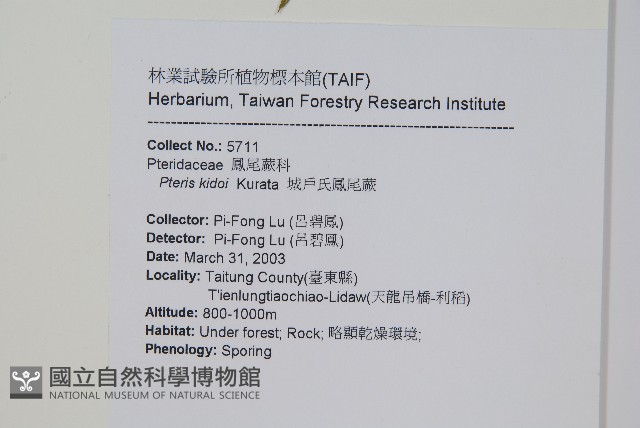 林業試驗所植物標本館(TAIF)
Herbarium, Taiwan Forestry Research Institute
--------------------------------------------------------------
Collect No.: 5711
Pteridaceae 鳳尾蕨科
Pteris kidoi Kurata 城戶氏鳳尾蕨
Collector: Pi-Fong Lu (呂碧鳳)
Detector: Pi-Fong Lu (呂碧鳳)
Date: March 31, 2003
Locality: Taitung County(臺東縣)
T'ienlungtiaochiao-Lidaw(天龍吊橋-利稻)
Altitude: 800-1000m
Habitat: Under forest; Rock; 略顯乾燥環境;
Phenology: Sporing
國立自然科學博物館
NATIONAL MUSEUM OF NATURAL SCIENCE